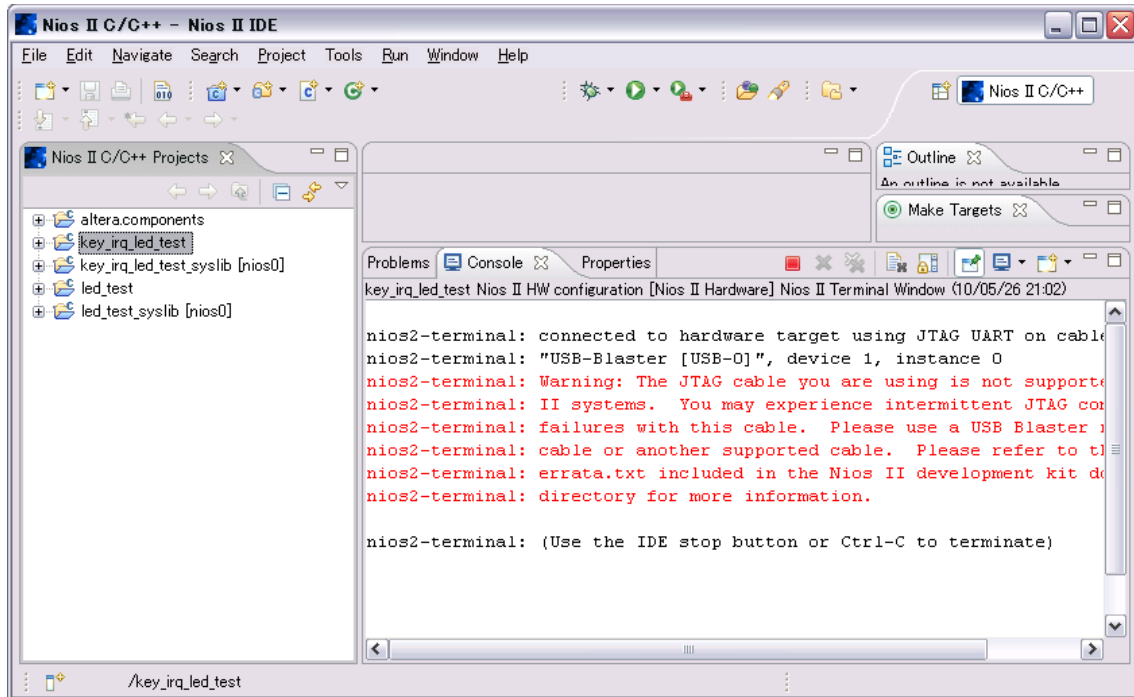 Nios II C/C++ - Nios II IDE
File Edit Navigate Search Project Tools Run Window Help
010
Nios II C/C++
Nios II C/C++ Projects
Outline
An outline is not available
Make Targets
altera.components
key_irq_led_test
key_irq_led_test_syslib [nios0]
led_test
led_test_syslib [nios0]
Problems Console Properties
key_irq_led_test Nios II HW configuration [Nios II Hardware] Nios II Terminal Window (10/05/26 21:02)
nios2-terminal: connected to hardware target using JTAG UART on cable
nios2-terminal: "USB-Blaster [USB-0]", device 1, instance 0
nios2-terminal: Warning: The JTAG cable you are using is not supporte
nios2-terminal: II systems. You may experience intermittent JTAG com
nios2-terminal: failures with this cable. Please use a USB Blaster
nios2-terminal: cable or another supported cable. Please refer to
nios2-terminal: errata.txt included in the Nios II development kit
nios2-terminal: directory for more information.
nios2-terminal: (Use the IDE stop button or Ctrl-C to terminate)
/key_irq_led_test